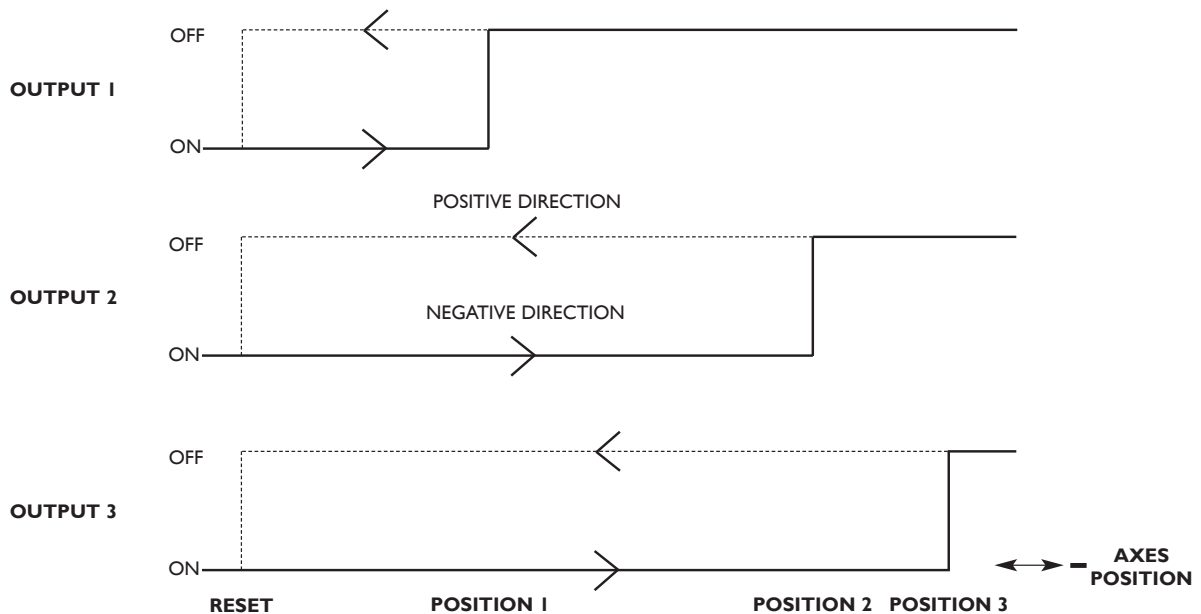 OFF
OUTPUT 1
ON
POSITIVE DIRECTION
OFF
OUTPUT 2
NEGATIVE DIRECTION
ON
OFF
OUTPUT 3
ON
AXES
POSITION
RESET
POSITION 1
POSITION 2
POSITION 3